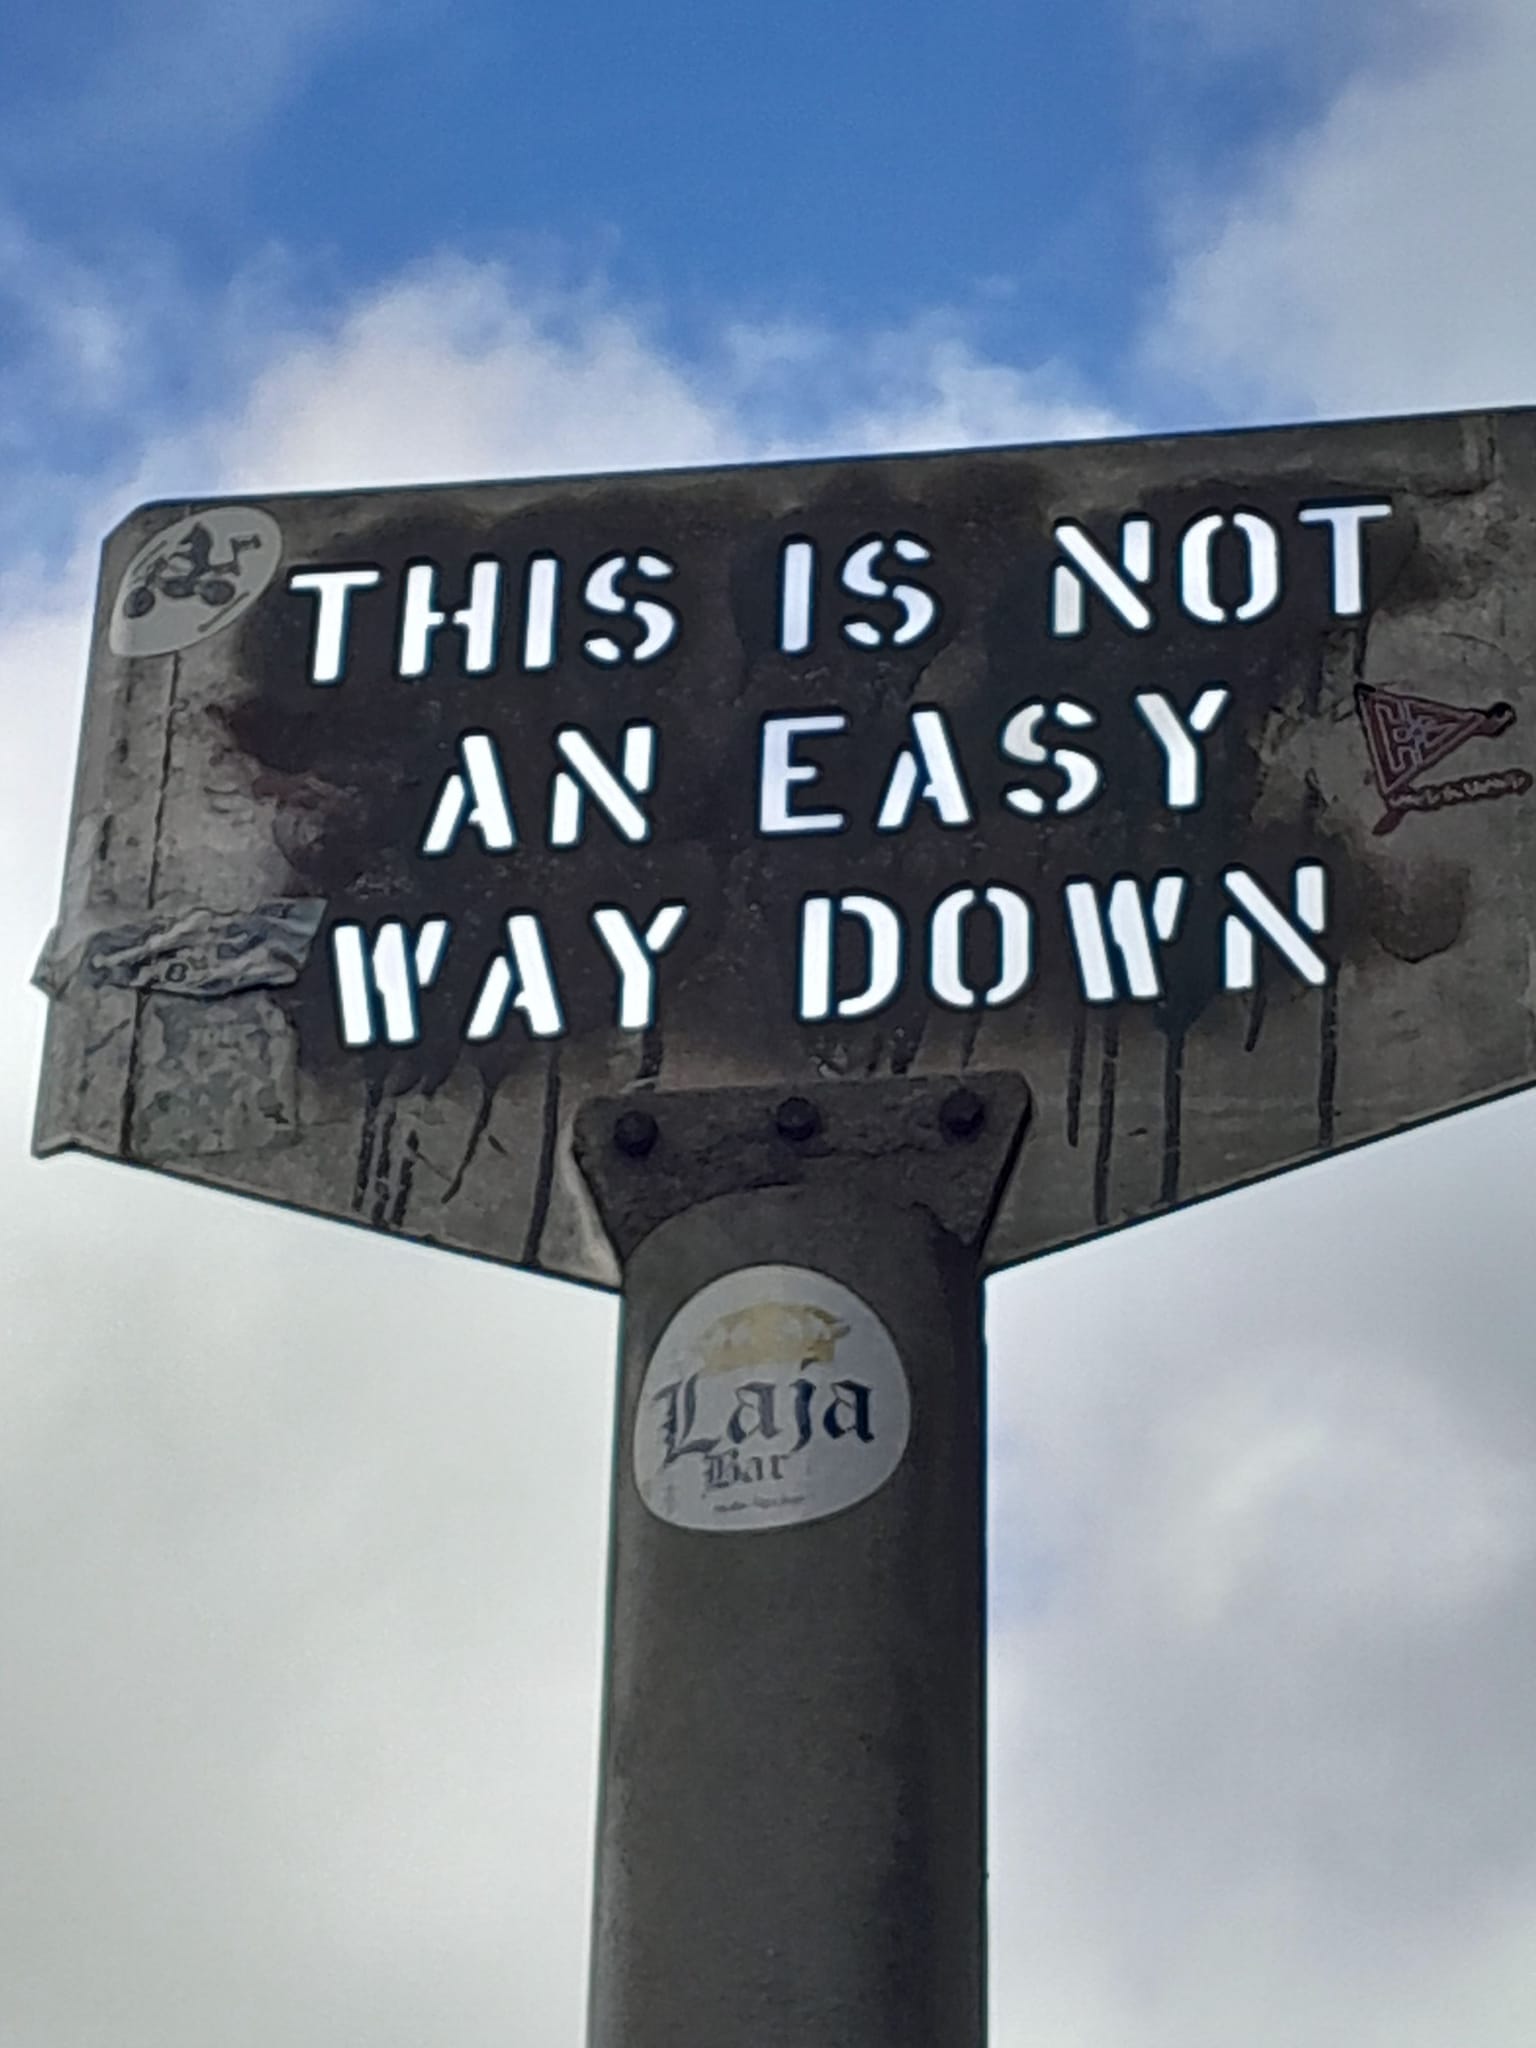 THIS IS NOT
AN EASY
WAY DOWN
Laja
Bar